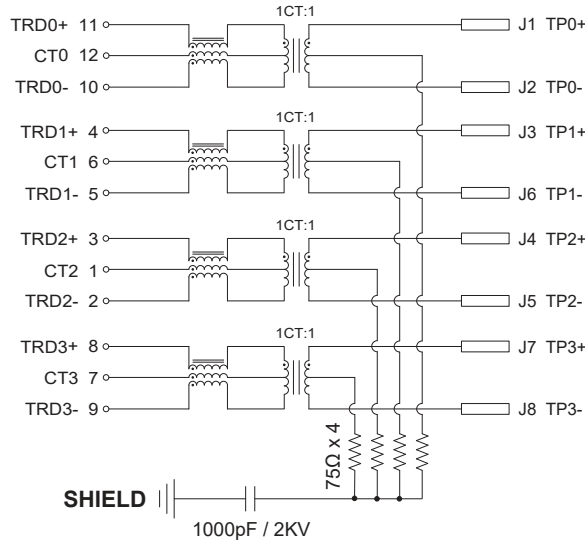 1CT:1
TRD0+ 11 J1 TP0+
CT0 12
TRD0- 10 J2 TP0-
1CT:1
TRD1+ 4 J3 TP1+
CT1 6
TRD1- 5 J6 TP1-
1CT:1
TRD2+ 3 J4 TP2+
CT2 1
TRD2- 2 J5 TP2-
1CT:1
TRD3+ 8 J7 TP3+
CT3 7
TRD3- 9 J8 TP3-
75Ω x 4
SHIELD
1000pF / 2KV